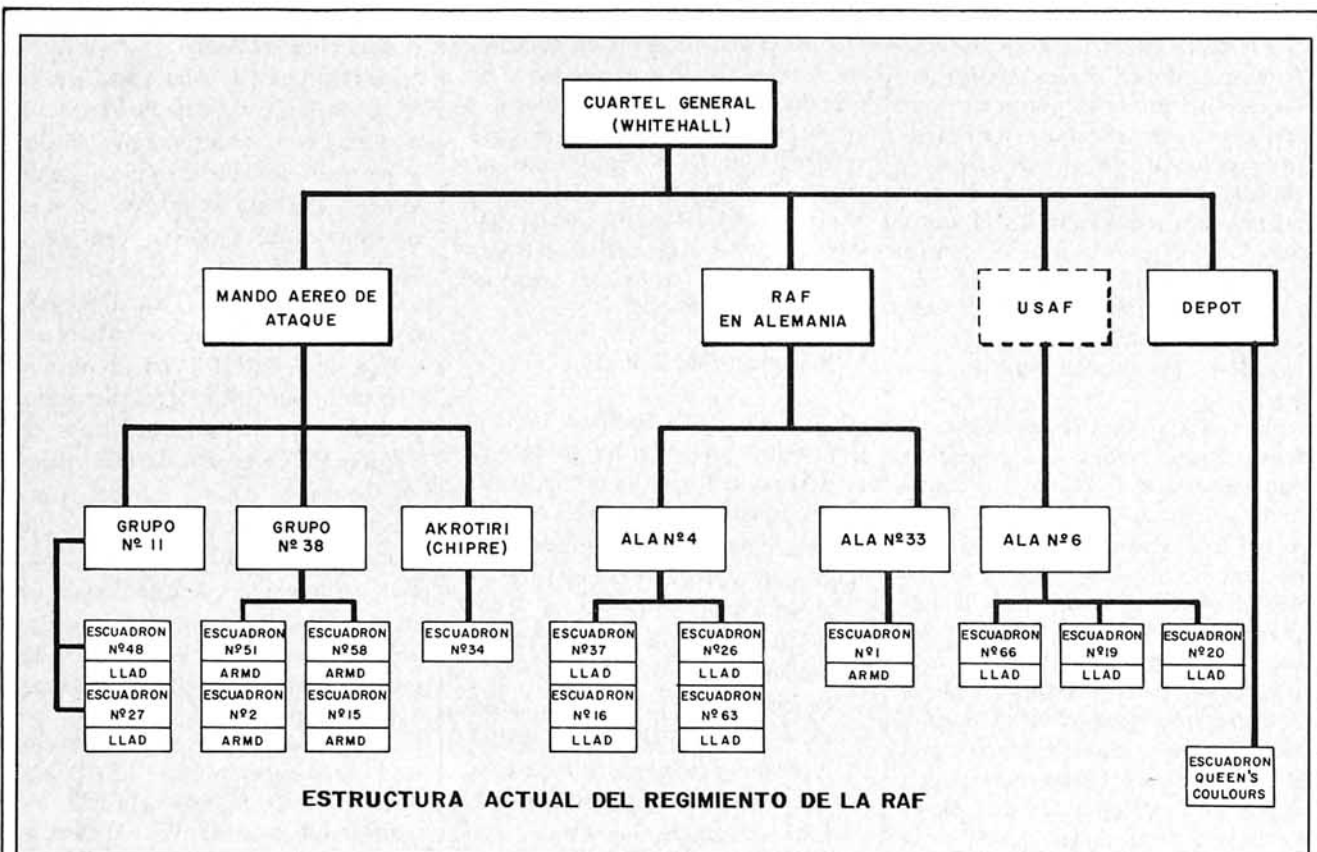 CUARTEL GENERAL
(WHITEHALL)
MANDO AEREO DE
ATAQUE
RAF
EN ALEMANIA
USAF
DEPOT
GRUPO
Nº 11
GRUPO
Nº 38
AKROTIRI
(CHIPRE)
ALA Nº4
ALA Nº33
ALA Nº6
ESCUADRON
Nº48
LLAD
ESCUADRON
Nº27
LLAD
ESCUADRON
Nº51
ARMD
ESCUADRON
Nº2
ARMD
ESCUADRON
Nº58
ARMD
ESCUADRON
Nº15
ARMD
ESCUADRON
Nº34
ESCUADRON
Nº37
LLAD
ESCUADRON
Nº16
LLAD
ESCUADRON
Nº26
LLAD
ESCUADRON
Nº63
LLAD
ESCUADRON
Nº1
ARMD
ESCUADRON
Nº66
LLAD
ESCUADRON
Nº19
LLAD
ESCUADRON
Nº20
LLAD
ESCUADRON
QUEEN'S
COULOURS
ESTRUCTURA ACTUAL DEL REGIMIENTO DE LA RAF